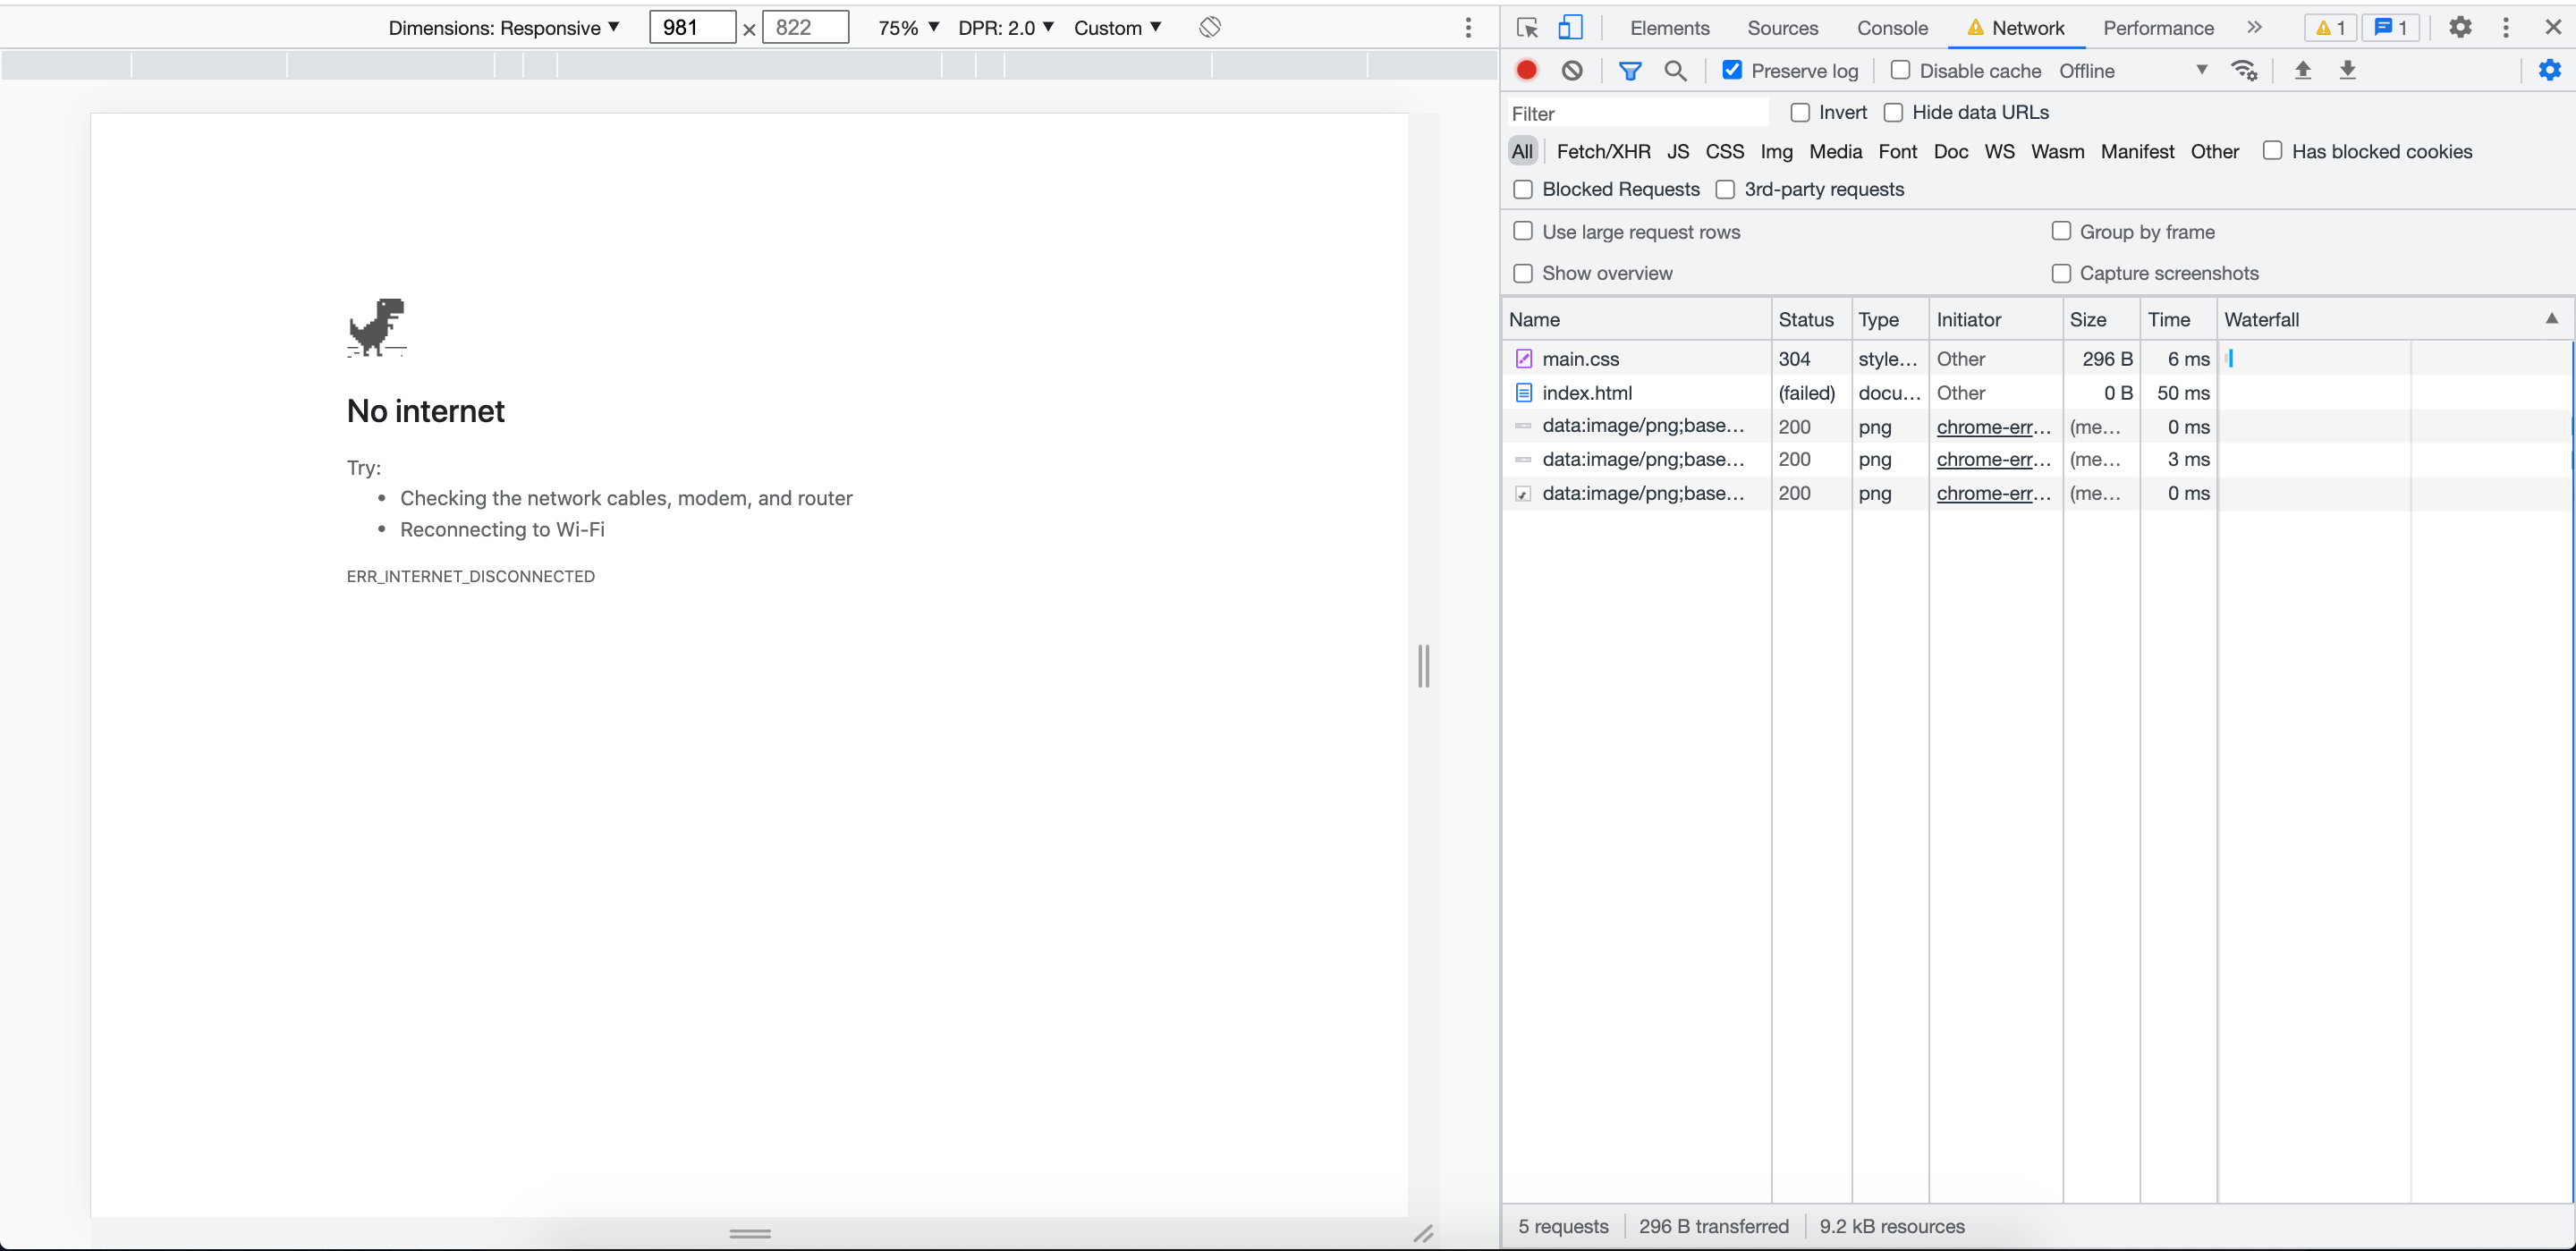 Dimensions: Responsive 981 × 822 75% DPR: 2.0 Custom
No internet
Try:
• Checking the network cables, modem, and router
• Reconnecting to Wi-Fi
ERR_INTERNET_DISCONNECTED
Elements Sources Console Network Performance 1 1
Preserve log Disable cache Offline
Filter Invert Hide data URLs
All Fetch/XHR JS CSS Img Media Font Doc WS Wasm Manifest Other Has blocked cookies
Blocked Requests 3rd-party requests
Use large request rows Group by frame
Show overview Capture screenshots
Name Status Type Initiator Size Time Waterfall
main.css 304 style... Other 296 B 6 ms
index.html (failed) docu... Other 0 B 50 ms
data:image/png;base... 200 png chrome-err... (me... 0 ms
data:image/png;base... 200 png chrome-err... (me... 3 ms
data:image/png;base... 200 png chrome-err... (me... 0 ms
5 requests 296 B transferred 9.2 kB resources